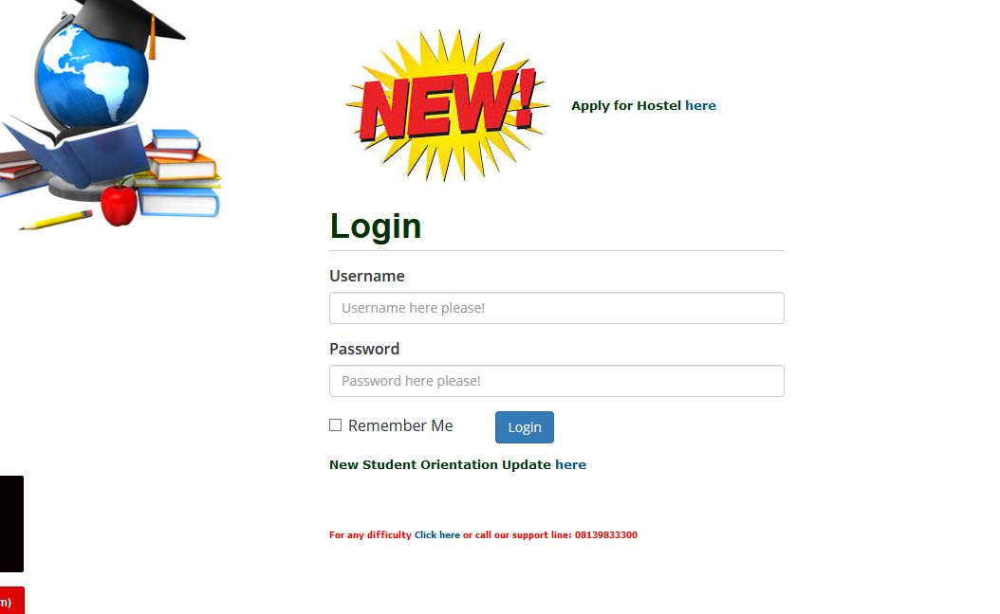 NEW!
Apply for Hostel here
Login
Username
Username here please!
Password
Password here please!
Remember Me
Login
New Student Orientation Update here
For any difficulty Click here or call our support line: 08139833300
m)